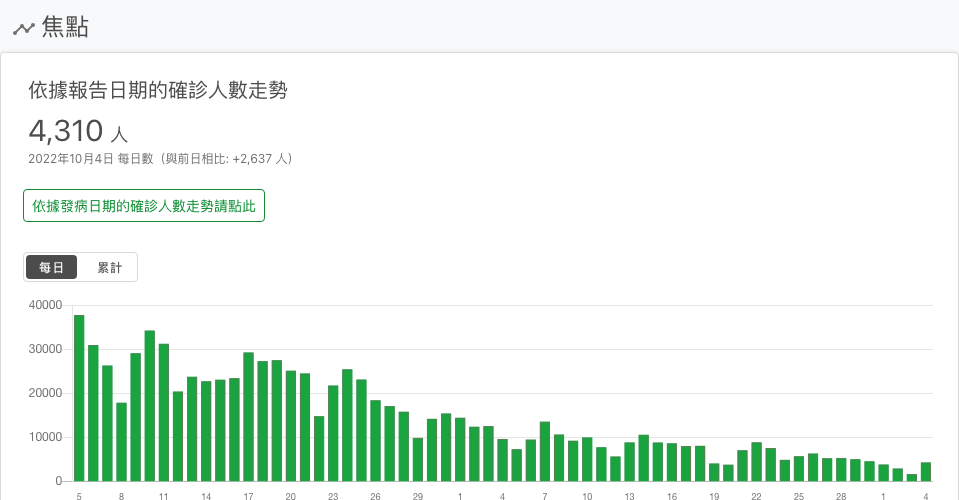 焦點
依據報告日期的確診人數走勢
4,310 人
2022年10月4日 每日數（與前日相比: +2,637 人）
依據發病日期的確診人數走勢請點此
每日 累計
40000
30000
20000
10000
0
5 8 11 14 17 20 23 26 29 1 4 7 10 13 16 19 22 25 28 1 4